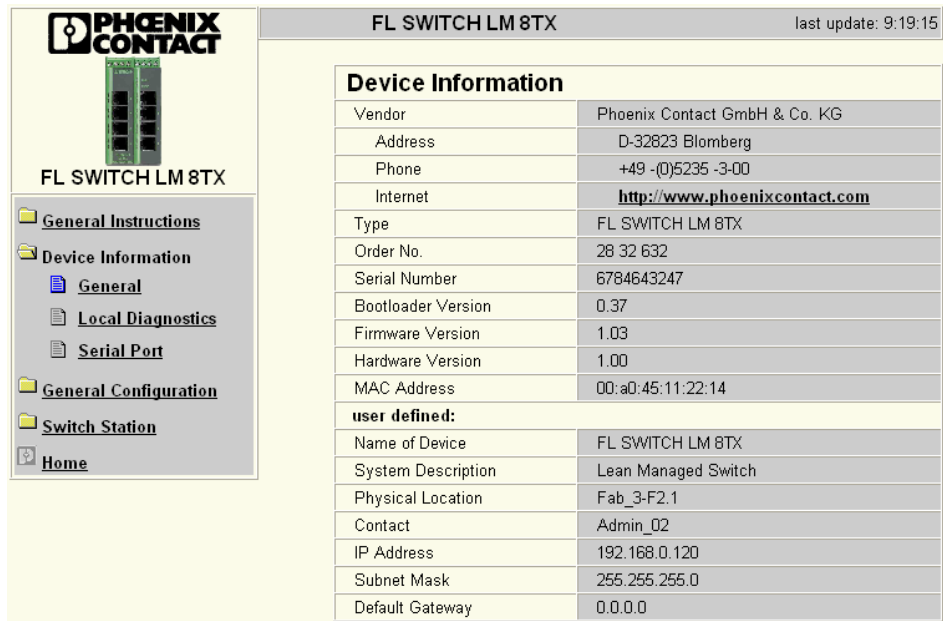 PHŒNIX
CONTACT
FL SWITCH LM 8TX
General Instructions
Device Information
General
Local Diagnostics
Serial Port
General Configuration
Switch Station
Home
FL SWITCH LM 8TX last update: 9:19:15
Device Information
Vendor Phoenix Contact GmbH & Co. KG
Address D-32823 Blomberg
Phone +49 -(0)5235 -3-00
Internet http://www.phoenixcontact.com
Type FL SWITCH LM 8TX
Order No. 28 32 632
Serial Number 6784643247
Bootloader Version 0.37
Firmware Version 1.03
Hardware Version 1.00
MAC Address 00:a0:45:11:22:14
user defined:
Name of Device FL SWITCH LM 8TX
System Description Lean Managed Switch
Physical Location Fab_3-F2.1
Contact Admin_02
IP Address 192.168.0.120
Subnet Mask 255.255.255.0
Default Gateway 0.0.0.0